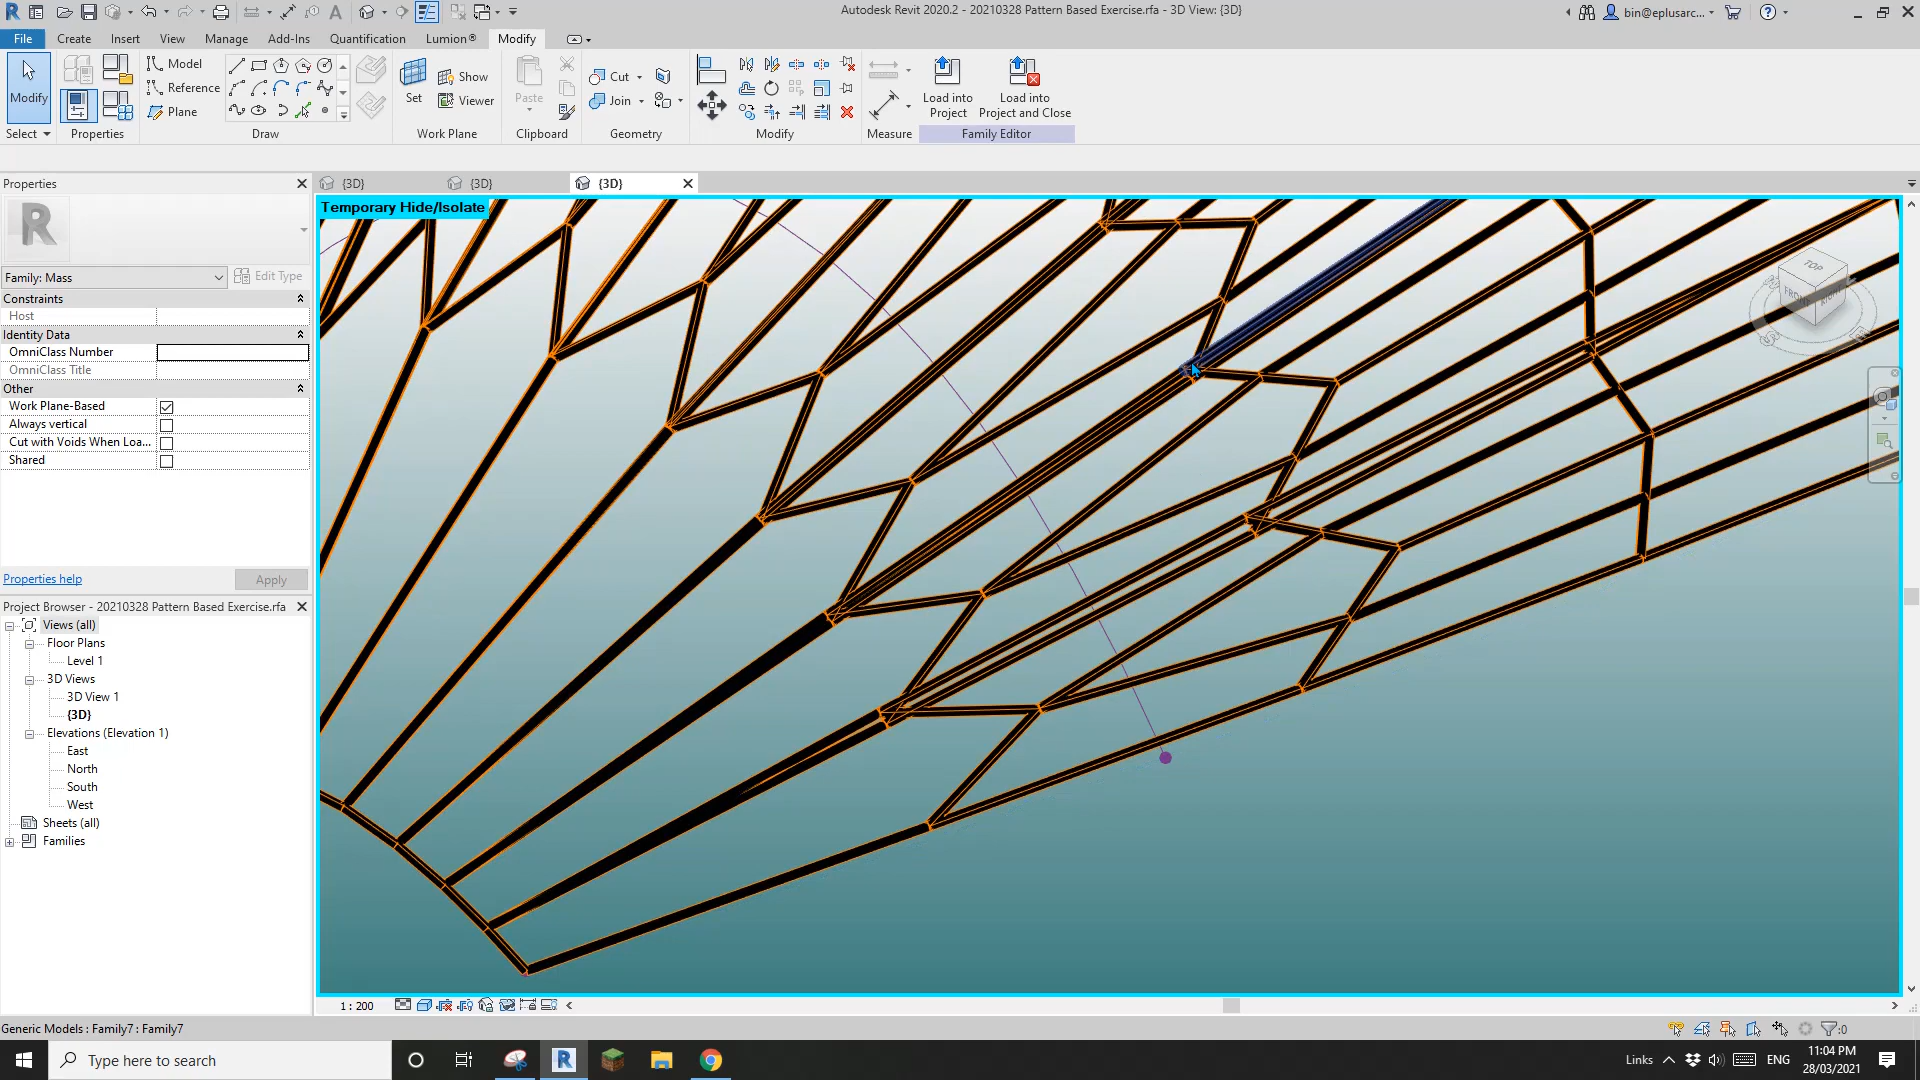 Autodesk Revit 2020.2 - 20210328 Pattern Based Exercise.rfa - 3D View: {3D}
bin@eplusarc...
File Create Insert View Manage Add-Ins Quantification Lumion® Modify
Modify
Model
Reference
Plane
Set
Show
Viewer
Paste
Cut
Join
Load into Project
Load into Project and Close
Select Properties Draw Work Plane Clipboard Geometry Modify Measure Family Editor
Properties
{3D} {3D} {3D}
R
Family: Mass
Edit Type
Constraints
Host
Identity Data
OmniClass Number
OmniClass Title
Other
Work Plane-Based
Always vertical
Cut with Voids When Loa...
Shared
Properties help
Apply
Project Browser - 20210328 Pattern Based Exercise.rfa
Views (all)
Floor Plans
Level 1
3D Views
3D View 1
{3D}
Elevations (Elevation 1)
East
North
South
West
Sheets (all)
Families
Temporary Hide/Isolate
TOP
FRONT
RIGHT
1 : 200
Generic Models : Family7 : Family7
:0
Type here to search
Links
ENG
11:04 PM
28/03/2021